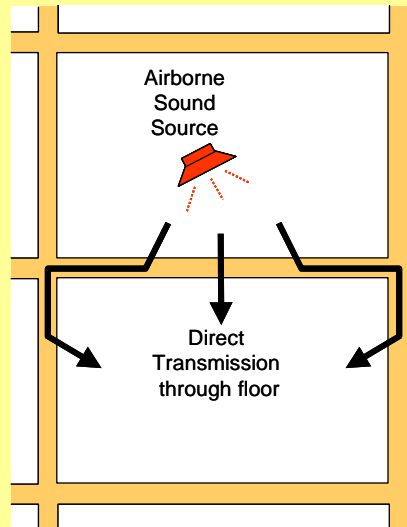 Airborne
Sound
Source
Direct
Transmission
through floor